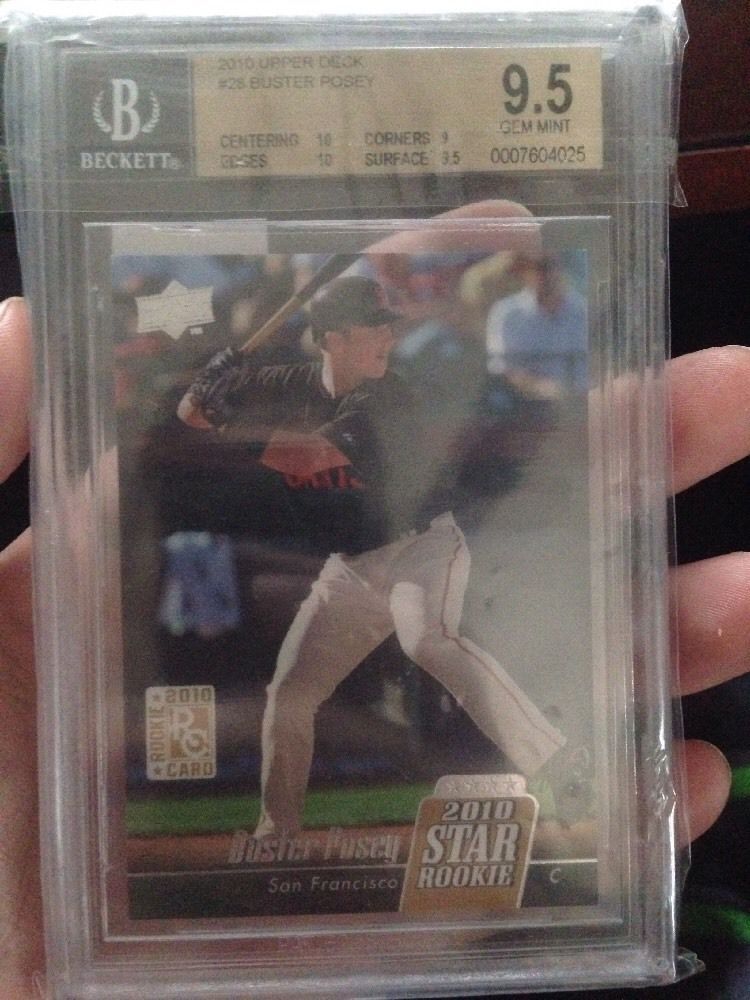 2010 UPPER DECK
#28 BUSTER POSEY
9.5
GEM MINT
B
BECKETT®
CENTERING 10 CORNERS 9
EDGES 10 SURFACE 9.5
0007604025
2010
ROOKIE
RC
CARD
Buster Posey
San Francisco
2010
STAR
ROOKIE
C